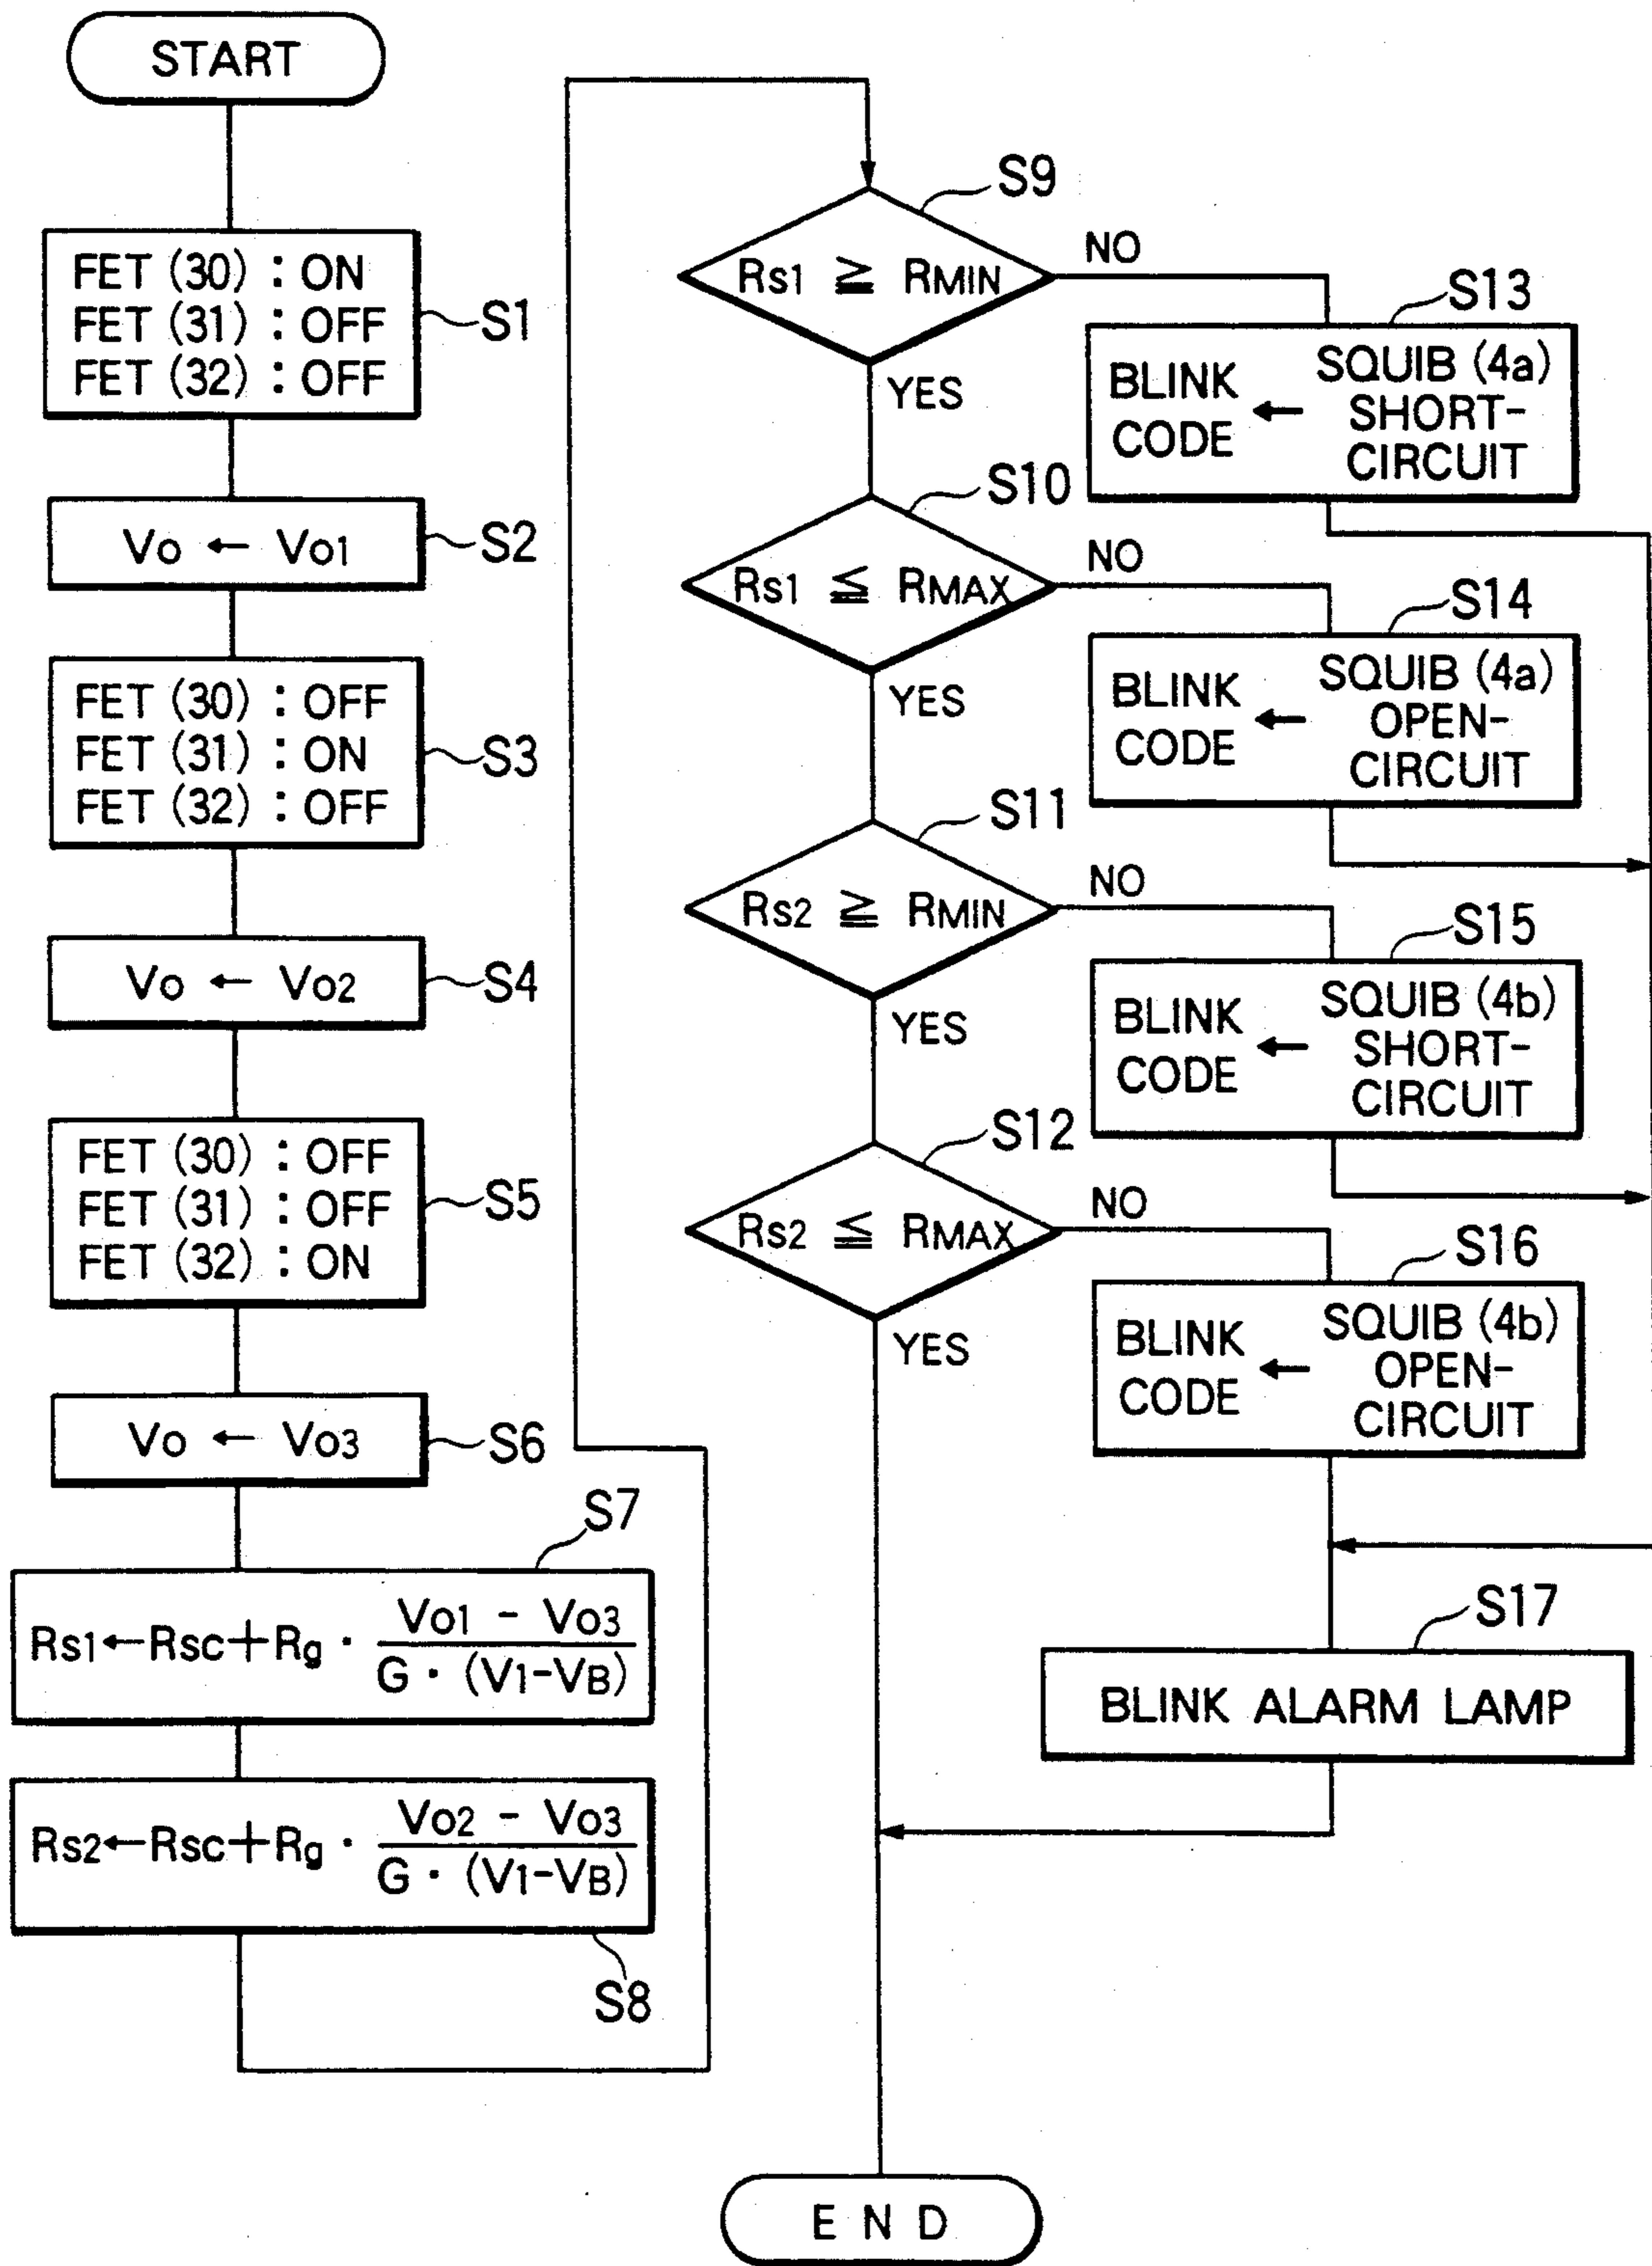 START
FET (30) : ON
FET (31) : OFF
FET (32) : OFF
S1
Vo ← Vo1
S2
FET (30) : OFF
FET (31) : ON
FET (32) : OFF
S3
Vo ← Vo2
S4
FET (30) : OFF
FET (31) : OFF
FET (32) : ON
S5
Vo ← Vo3
S6
S7
Rs1←Rsc+Rg · Vo1 - Vo3
G · (V1-VB)
Rs2←Rsc+Rg · Vo2 - Vo3
G · (V1-VB)
S8
S9
Rs1 ≧ RMIN
NO
YES
S13
BLINK CODE ← SQUIB (4a)
SHORT-
CIRCUIT
S10
Rs1 ≦ RMAX
NO
YES
S14
BLINK CODE ← SQUIB (4a)
OPEN-
CIRCUIT
S11
Rs2 ≧ RMIN
NO
YES
S15
BLINK CODE ← SQUIB (4b)
SHORT-
CIRCUIT
S12
Rs2 ≦ RMAX
NO
YES
S16
BLINK CODE ← SQUIB (4b)
OPEN-
CIRCUIT
S17
BLINK ALARM LAMP
END